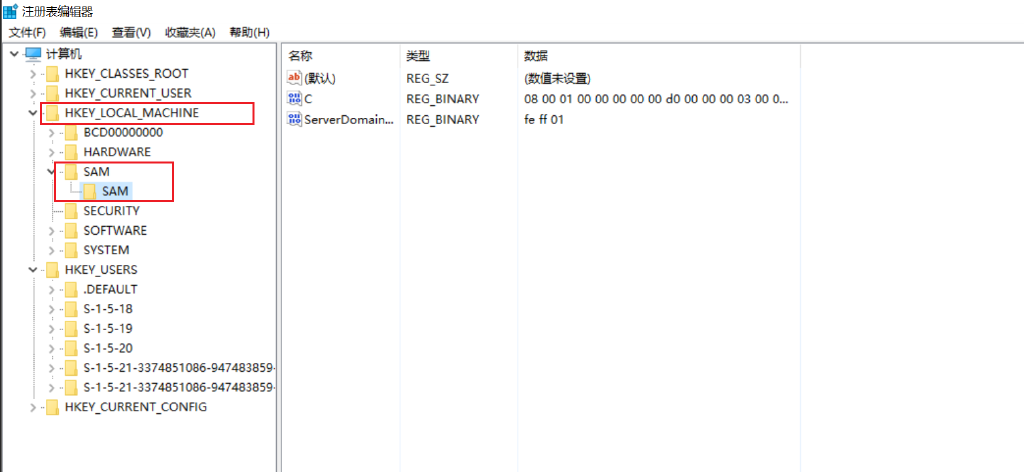 注册表编辑器
文件(F) 编辑(E) 查看(V) 收藏夹(A) 帮助(H)
计算机
HKEY_CLASSES_ROOT
HKEY_CURRENT_USER
HKEY_LOCAL_MACHINE
BCD00000000
HARDWARE
SAM
SAM
SECURITY
SOFTWARE
SYSTEM
HKEY_USERS
.DEFAULT
S-1-5-18
S-1-5-19
S-1-5-20
S-1-5-21-3374851086-947483859-
S-1-5-21-3374851086-947483859-
HKEY_CURRENT_CONFIG
名称 类型 数据
ab (默认) REG_SZ (数值未设置)
C REG_BINARY 08 00 01 00 00 00 00 00 d0 00 00 00 03 00 0...
ServerDomain... REG_BINARY fe ff 01